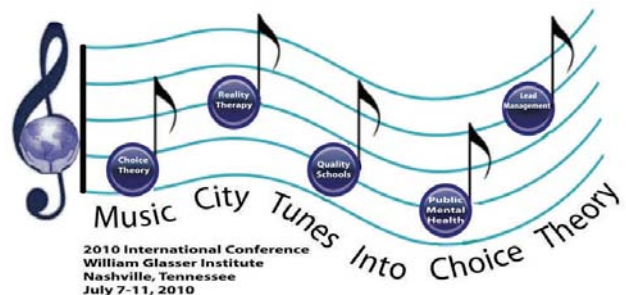 Choice
Theory
Reality
Therapy
Quality
Schools
Public
Mental
Health
Lead
Management
Music City Tunes Into Choice Theory
2010 International Conference
William Glasser Institute
Nashville, Tennessee
July 7-11, 2010